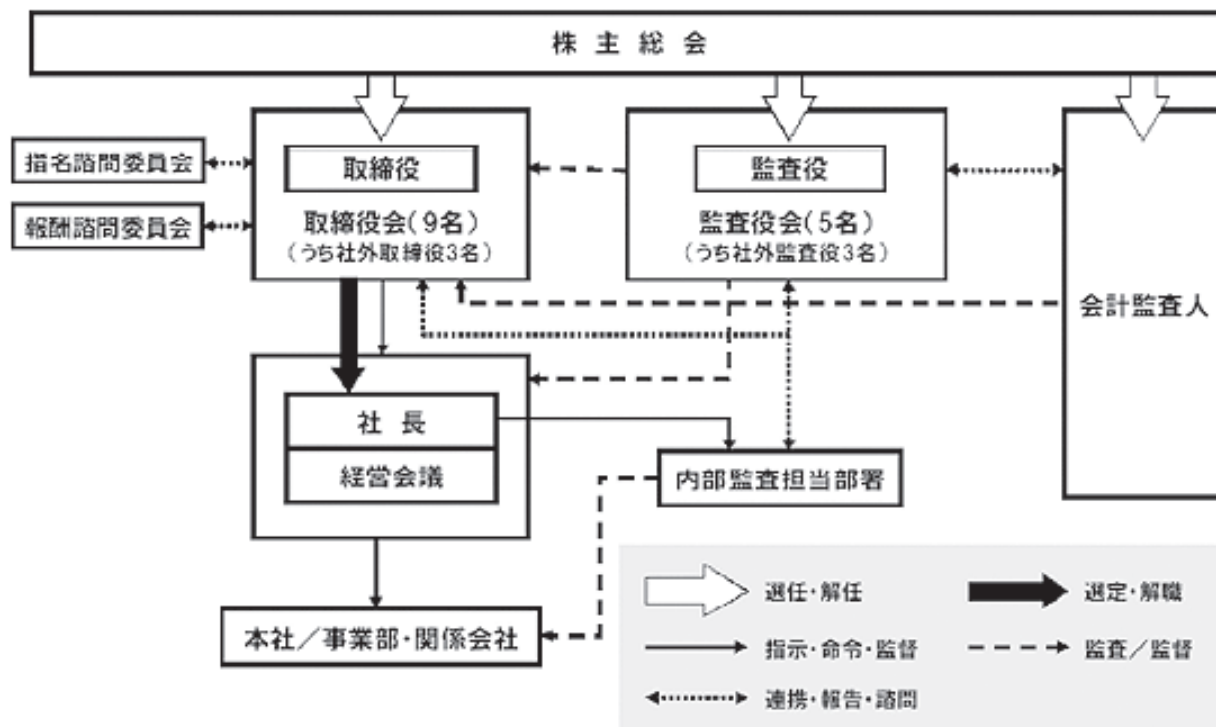 株主総会
指名諮問委員会
報酬諮問委員会
取締役
取締役会(9名)
(うち社外取締役3名)
監査役
監査役会(5名)
(うち社外監査役3名)
会計監査人
社長
経営会議
内部監査担当部署
本社／事業部・関係会社
選任・解任
選定・解職
指示・命令・監督
監査／監督
連携・報告・諮問